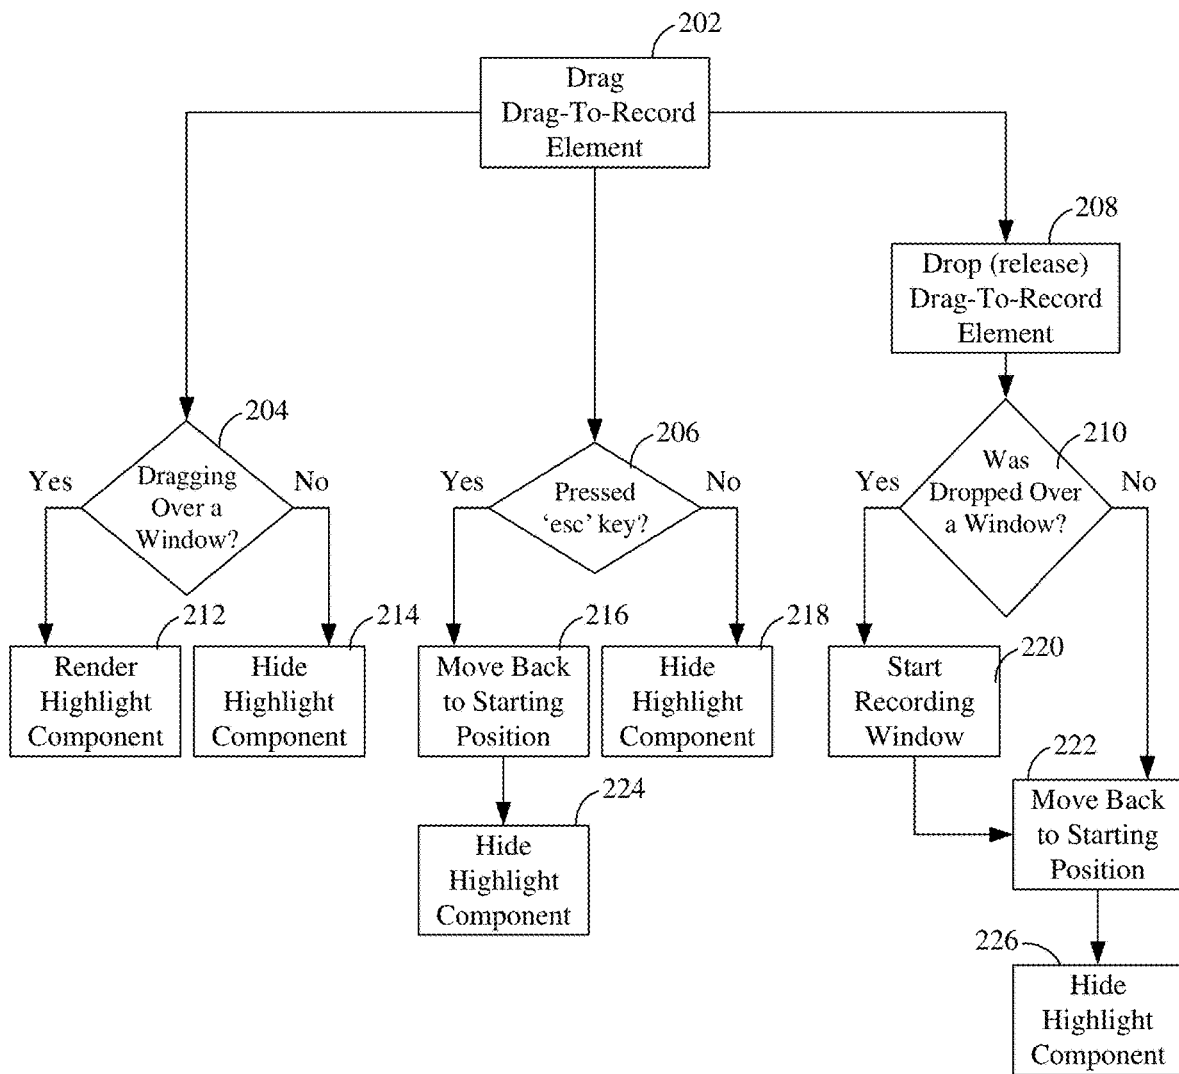 202
Drag
Drag-To-Record
Element
208
Drop (release)
Drag-To-Record
Element
204
Dragging
Over a
Window?
Yes
No
206
Pressed
‘esc’ key?
Yes
No
210
Was
Dropped Over
a Window?
Yes
No
212
Render
Highlight
Component
214
Hide
Highlight
Component
216
Move Back
to Starting
Position
218
Hide
Highlight
Component
220
Start
Recording
Window
222
Move Back
to Starting
Position
224
Hide
Highlight
Component
226
Hide
Highlight
Component